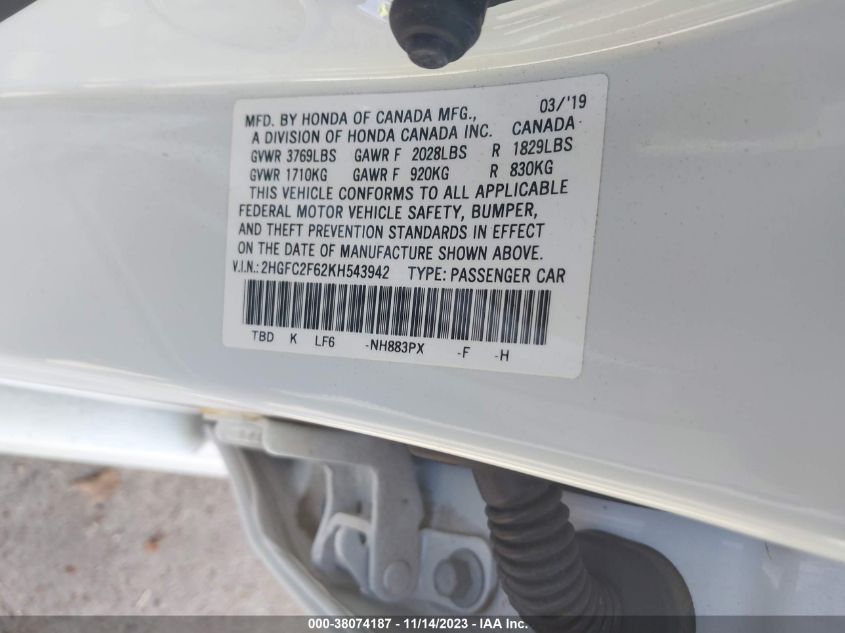 03/'19
MFD. BY HONDA OF CANADA MFG.,
A DIVISION OF HONDA CANADA INC. CANADA
GVWR 3769LBS GAWR F 2028LBS R 1829LBS
GVWR 1710KG GAWR F 920KG R 830KG
THIS VEHICLE CONFORMS TO ALL APPLICABLE
FEDERAL MOTOR VEHICLE SAFETY, BUMPER,
AND THEFT PREVENTION STANDARDS IN EFFECT
ON THE DATE OF MANUFACTURE SHOWN ABOVE.
V.I.N.: 2HGFC2F62KH543942 TYPE: PASSENGER CAR
TBD K LF6 -NH883PX -F -H
000-38074187 - 11/14/2023 - IAA Inc.